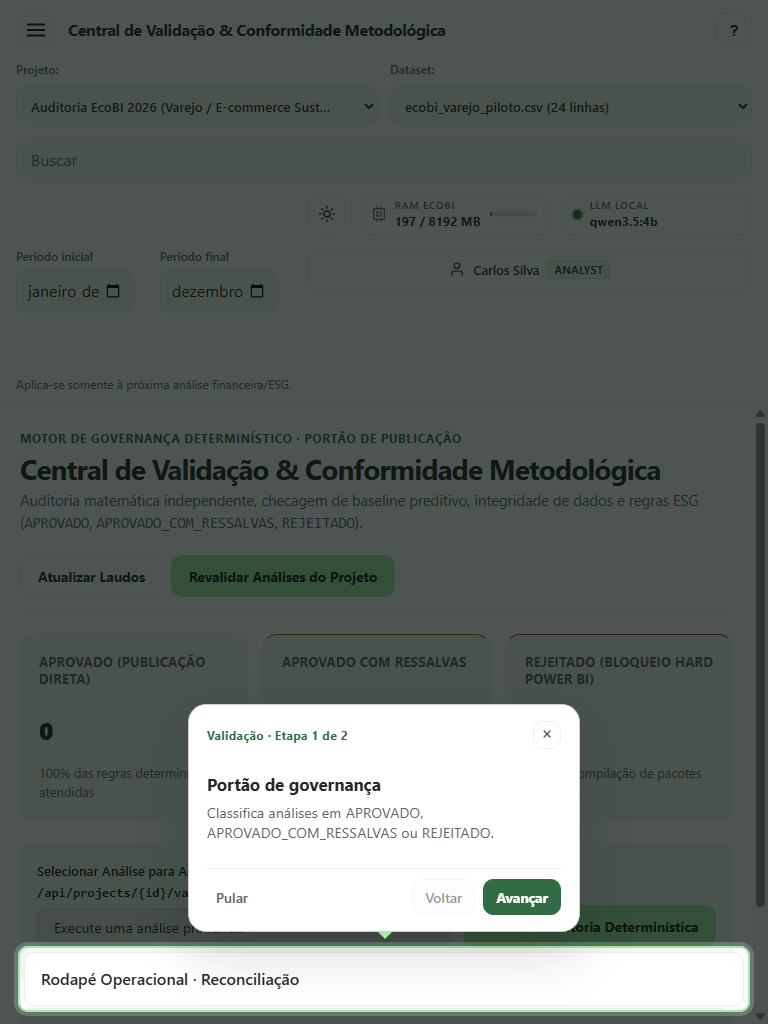 Central de Validação & Conformidade Metodológica
?
Projeto:
Dataset:
Auditoria EcoBI 2026 (Varejo / E-commerce Sust...
ecobi_varejo_piloto.csv (24 linhas)
Buscar
RAM ECOBI
197 / 8192 MB
LLM LOCAL
qwen3.5:4b
Período inicial
Período final
janeiro de
dezembro
Carlos Silva
ANALYST
Aplica-se somente à próxima análise financeira/ESG.
MOTOR DE GOVERNANÇA DETERMINÍSTICO · PORTÃO DE PUBLICAÇÃO
Central de Validação & Conformidade Metodológica
Auditoria matemática independente, checagem de baseline preditivo, integridade de dados e regras ESG
(APROVADO, APROVADO_COM_RESSALVAS, REJEITADO).
Atualizar Laudos
Revalidar Análises do Projeto
APROVADO (PUBLICAÇÃO
DIRETA)
APROVADO COM RESSALVAS
REJEITADO (BLOQUEIO HARD
POWER BI)
0
100% das regras determin
atendidas
ompilação de pacotes
Validação · Etapa 1 de 2
×
Portão de governança
Classifica análises em APROVADO,
APROVADO_COM_RESSALVAS ou REJEITADO.
Pular
Voltar
Avançar
Selecionar Análise para A
/api/projects/{id}/va
Execute uma análise
toria Determinística
Rodapé Operacional · Reconciliação